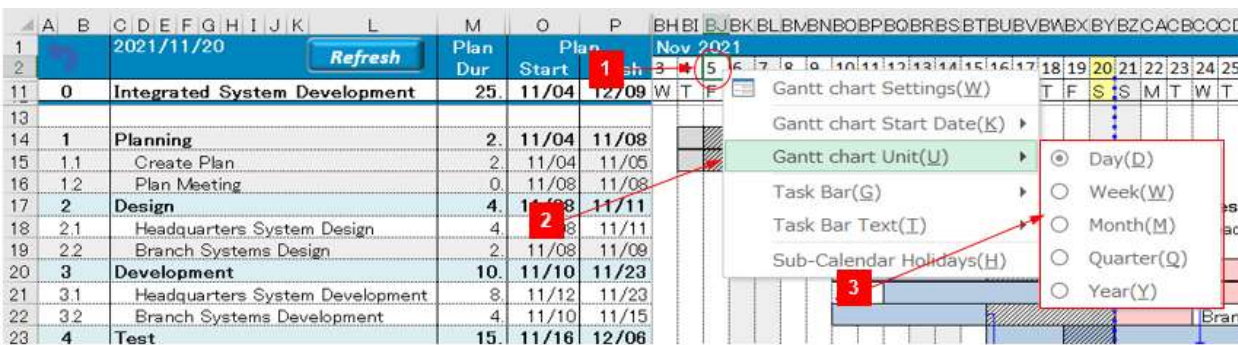 A B C D E F G H I J K L M O P BH BI BJ BK BL BM BN BO BP BQ BR BS BT BU BV BW BX BY BZ CA CB CC CD
1 2021/11/20 Refresh Plan Plan Nov 2021
2 Dur Start 1 sh 3 5 6 7 8 9 10 11 12 13 14 15 16 17 18 19 20 21 22 23 24 25
11 0 Integrated System Development 25. 11/04 12/09 W T F Gantt chart Settings(W) T F S S M T W T
13 Gantt chart Start Date(K)
14 1 Planning 2. 11/04 11/08
15 1.1 Create Plan 2. 11/04 11/05 Gantt chart Unit(U) Day(D)
16 1.2 Plan Meeting 0. 11/08 11/08 Task Bar(G) Week(W)
17 2 Design 4. 11/08 11/11
18 2.1 Headquarters System Design 4. 2 8 11/11 Task Bar Text(T) Month(M)
19 2.2 Branch Systems Design 2. 11/08 11/09 Sub-Calendar Holidays(H) Quarter(Q)
20 3 Development 10. 11/10 11/23
21 3.1 Headquarters System Development 8. 11/12 11/23 3 Year(Y)
22 3.2 Branch Systems Development 4. 11/10 11/15 Bran
23 4 Test 15. 11/16 12/06